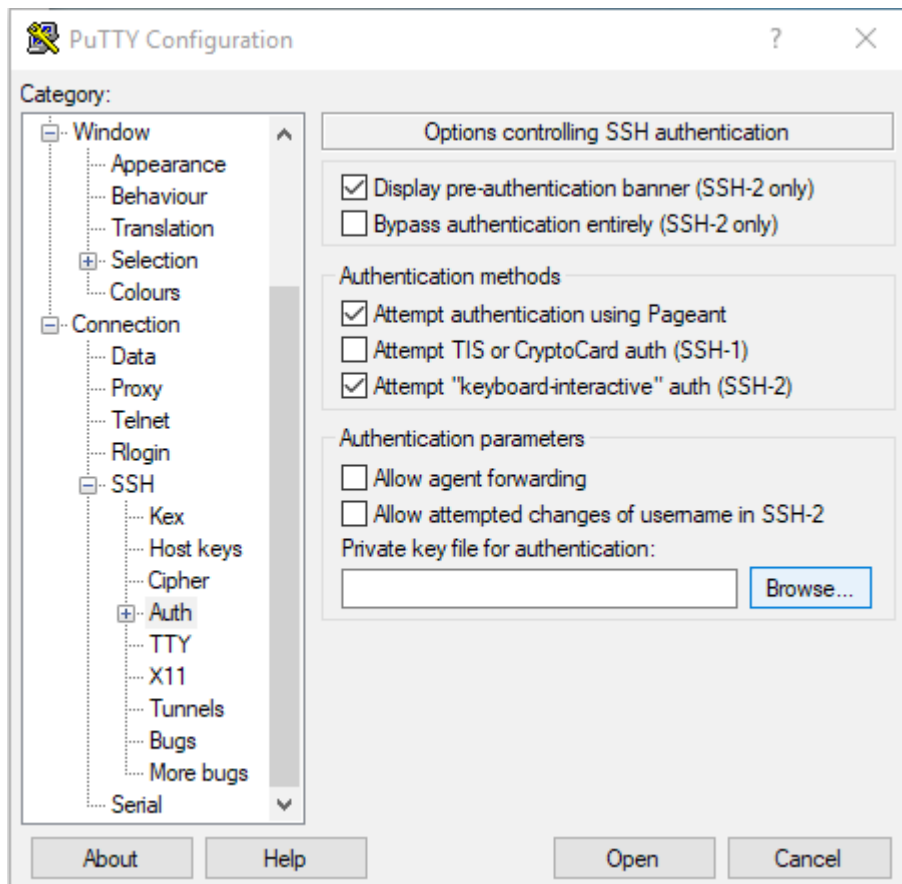 PuTTY Configuration
?
Category:
Window
Appearance
Behaviour
Translation
Selection
Colours
Connection
Data
Proxy
Telnet
Rlogin
SSH
Kex
Host keys
Cipher
Auth
TTY
X11
Tunnels
Bugs
More bugs
Serial
Options controlling SSH authentication
Display pre-authentication banner (SSH-2 only)
Bypass authentication entirely (SSH-2 only)
Authentication methods
Attempt authentication using Pageant
Attempt TIS or CryptoCard auth (SSH-1)
Attempt "keyboard-interactive" auth (SSH-2)
Authentication parameters
Allow agent forwarding
Allow attempted changes of username in SSH-2
Private key file for authentication:
Browse...
About
Help
Open
Cancel